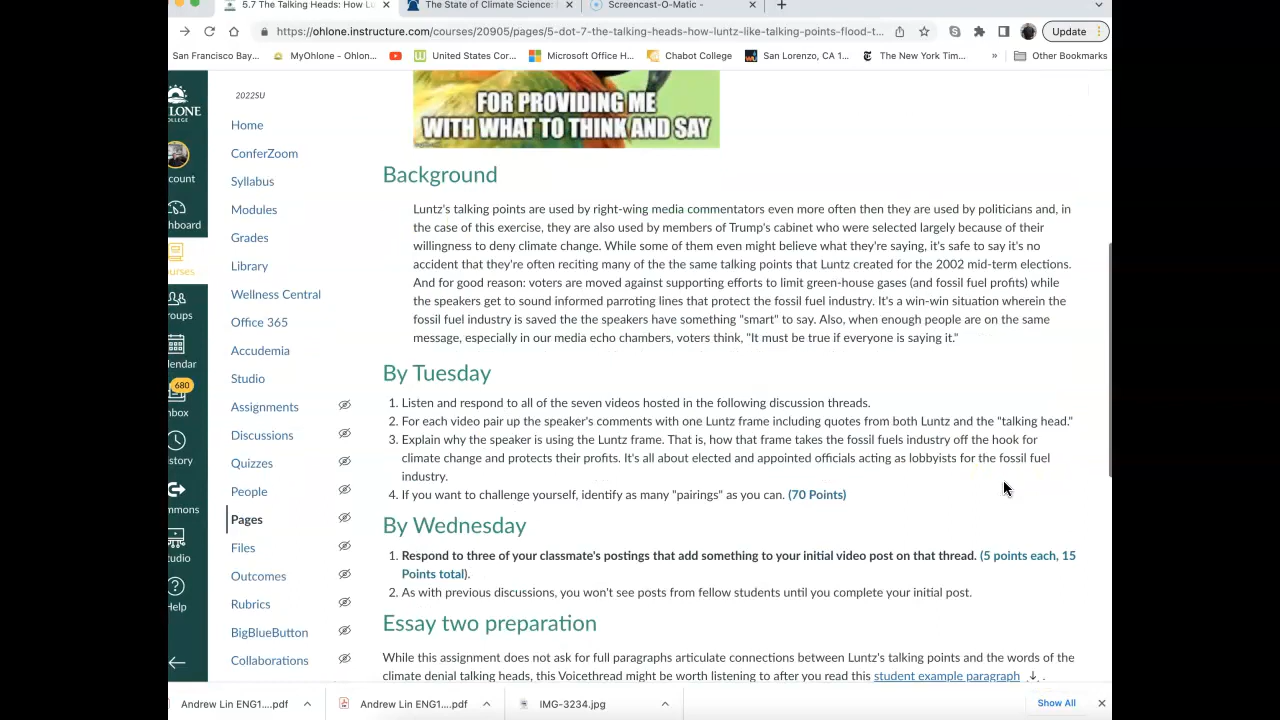 5.7 The Talking Heads: How Lu
The State of Climate Science:
Screencast-O-Matic -
https://ohlone.instructure.com/courses/20905/pages/5-dot-7-the-talking-heads-how-luntz-like-talking-points-flood-t...
Update
San Francisco Bay...
MyOhlone - Ohlon...
United States Cor...
Microsoft Office H...
Chabot College
San Lorenzo, CA 1...
The New York Tim...
»
Other Bookmarks
FOR PROVIDING ME
WITH WHAT TO THINK AND SAY
HLONE
COLLEGE
count
hboard
urses
roups
lendar
680
nbox
istory
mmons
tudio
Help
2022SU
Home
ConferZoom
Syllabus
Modules
Grades
Library
Wellness Central
Office 365
Accudemia
Studio
Assignments
Discussions
Quizzes
People
Pages
Files
Outcomes
Rubrics
BigBlueButton
Collaborations
Background
Luntz's talking points are used by right-wing media commentators even more often then they are used by politicians and, in
the case of this exercise, they are also used by members of Trump's cabinet who were selected largely because of their
willingness to deny climate change. While some of them even might believe what they're saying, it's safe to say it's no
accident that they're often reciting many of the the same talking points that Luntz created for the 2002 mid-term elections.
And for good reason: voters are moved against supporting efforts to limit green-house gases (and fossil fuel profits) while
the speakers get to sound informed parroting lines that protect the fossil fuel industry. It's a win-win situation wherein the
fossil fuel industry is saved the the speakers have something "smart" to say. Also, when enough people are on the same
message, especially in our media echo chambers, voters think, "It must be true if everyone is saying it."
By Tuesday
1. Listen and respond to all of the seven videos hosted in the following discussion threads.
2. For each video pair up the speaker's comments with one Luntz frame including quotes from both Luntz and the "talking head."
3. Explain why the speaker is using the Luntz frame. That is, how that frame takes the fossil fuels industry off the hook for
climate change and protects their profits. It's all about elected and appointed officials acting as lobbyists for the fossil fuel
industry.
4. If you want to challenge yourself, identify as many "pairings" as you can. (70 Points)
By Wednesday
1. Respond to three of your classmate's postings that add something to your initial video post on that thread. (5 points each, 15
Points total).
2. As with previous discussions, you won't see posts from fellow students until you complete your initial post.
Essay two preparation
While this assignment does not ask for full paragraphs articulate connections between Luntz's talking points and the words of the
climate denial talking heads, this Voicethread might be worth listening to after you read this student example paragraph .
Andrew Lin ENG1....pdf
Andrew Lin ENG1....pdf
IMG-3234.jpg
Show All